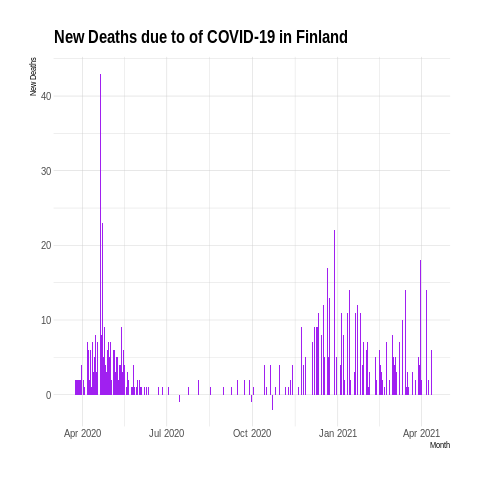 New Deaths due to of COVID-19 in Finland
New Deaths
40
30
20
10
0
Apr 2020 Jul 2020 Oct 2020 Jan 2021 Apr 2021
Month